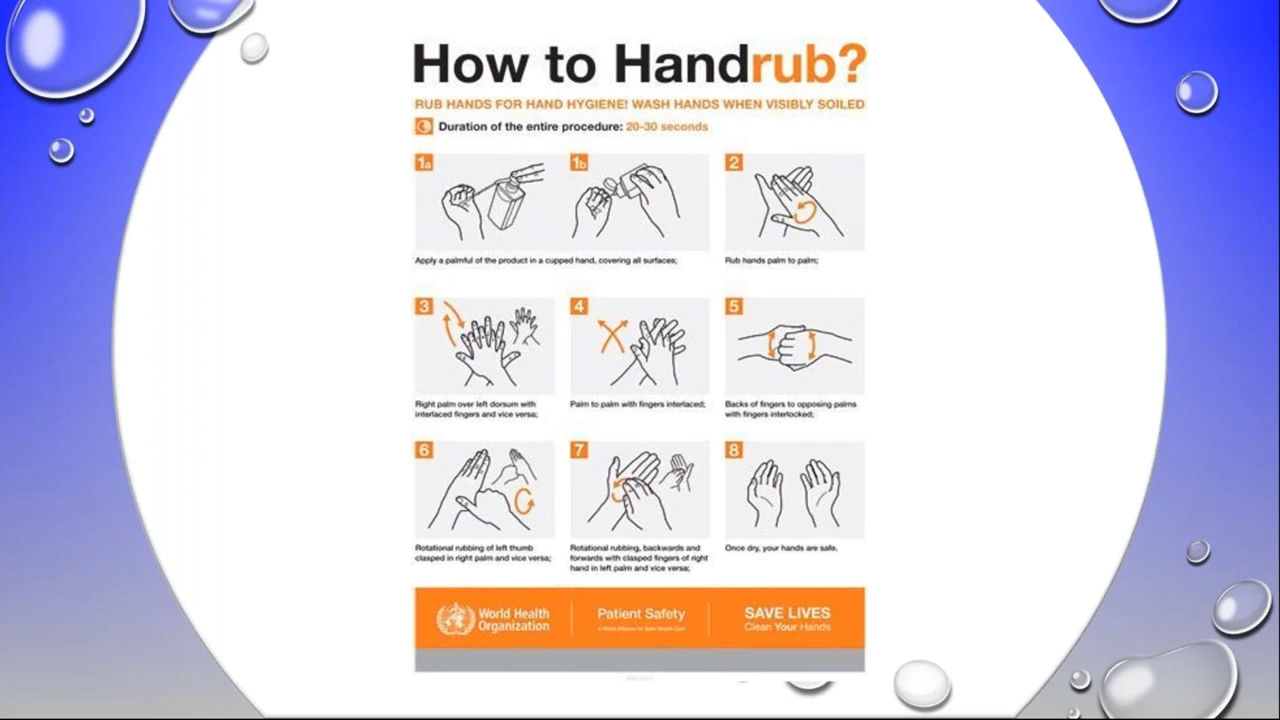 How to Handrub?
RUB HANDS FOR HAND HYGIENE! WASH HANDS WHEN VISIBLY SOILED
Duration of the entire procedure: 20-30 seconds
1a
1b
2
Apply a palmful of the product in a cupped hand, covering all surfaces;
Rub hands palm to palm;
3
4
5
Right palm over left dorsum with
interlaced fingers and vice versa;
Palm to palm with fingers interlaced;
Backs of fingers to opposing palms
with fingers interlocked;
6
7
8
Rotational rubbing of left thumb
clasped in right palm and vice versa;
Rotational rubbing, backwards and
forwards with clasped fingers of right
hand in left palm and vice versa;
Once dry, your hands are safe.
World Health
Organization
Patient Safety
A World Alliance for Safer Health Care
SAVE LIVES
Clean Your Hands